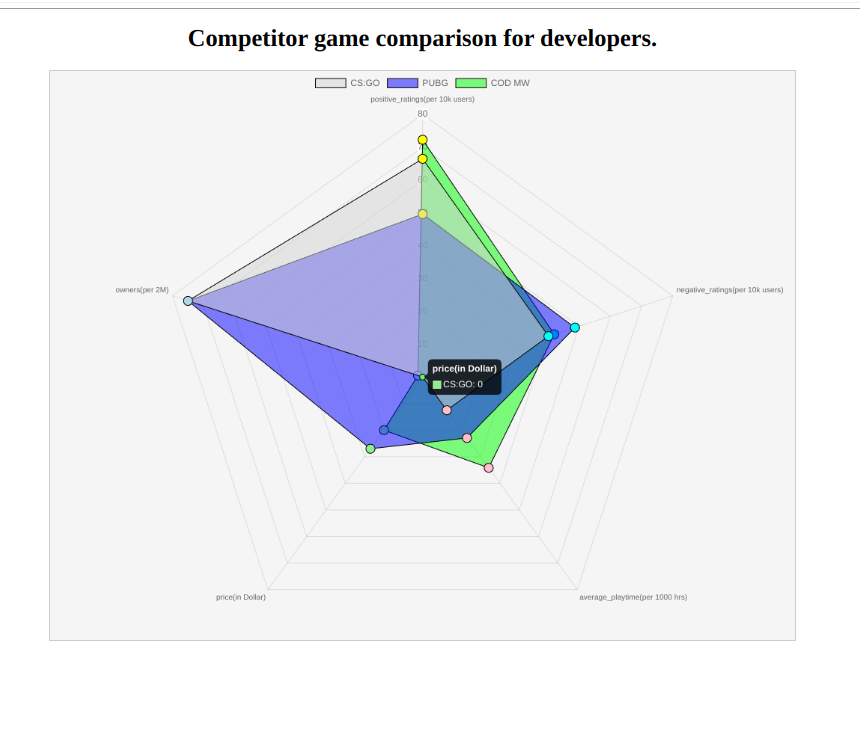 Competitor game comparison for developers.
CS:GO PUBG COD MW
positive_ratings(per 10k users)
80
60
40
30
20
10
owners(per 2M)
negative_ratings(per 10k users)
price(in Dollar)
CS:GO: 0
price(in Dollar)
average_playtime(per 1000 hrs)